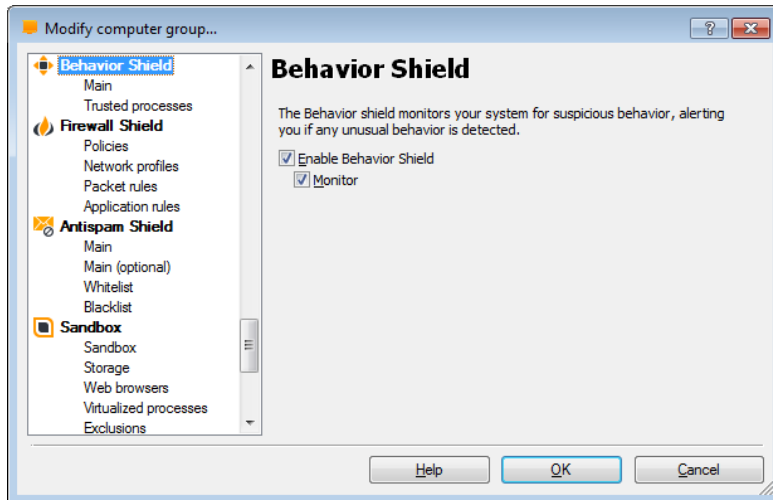 Modify computer group...
Behavior Shield
Main
Trusted processes
Firewall Shield
Policies
Network profiles
Packet rules
Application rules
Antispam Shield
Main
Main (optional)
Whitelist
Blacklist
Sandbox
Sandbox
Storage
Web browsers
Virtualized processes
Exclusions
Behavior Shield
The Behavior shield monitors your system for suspicious behavior, alerting
you if any unusual behavior is detected.
Enable Behavior Shield
Monitor
Help
OK
Cancel